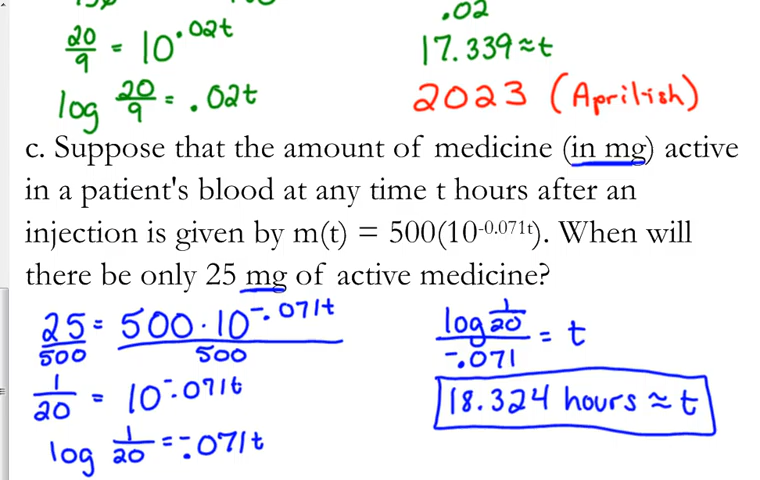 20/9 = 10^.02t
log 20/9 = .02t
.02
17.339 ≈ t
2023 (Aprilish)
c. Suppose that the amount of medicine (in mg) active
in a patient's blood at any time t hours after an
injection is given by m(t) = 500(10^-0.071t). When will
there be only 25 mg of active medicine?
25/500 = 500·10^-.071t/500
1/20 = 10^-.071t
log 1/20 = -.071t
log 1/20 / -.071 = t
18.324 hours ≈ t